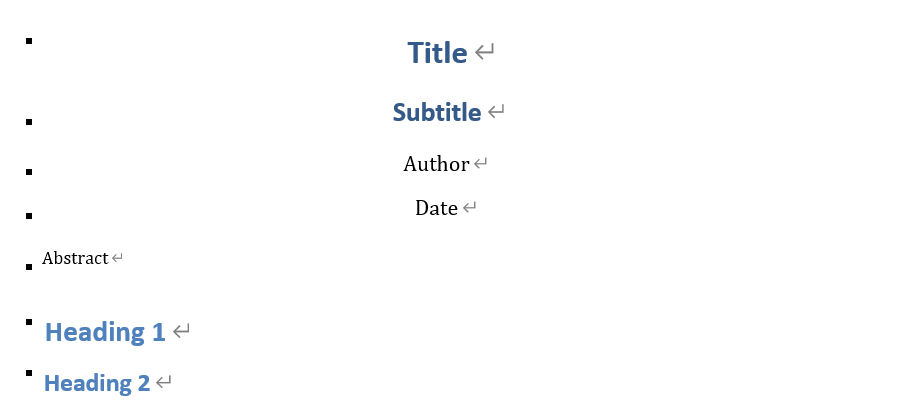 Title
Subtitle
Author
Date
Abstract
Heading 1
Heading 2